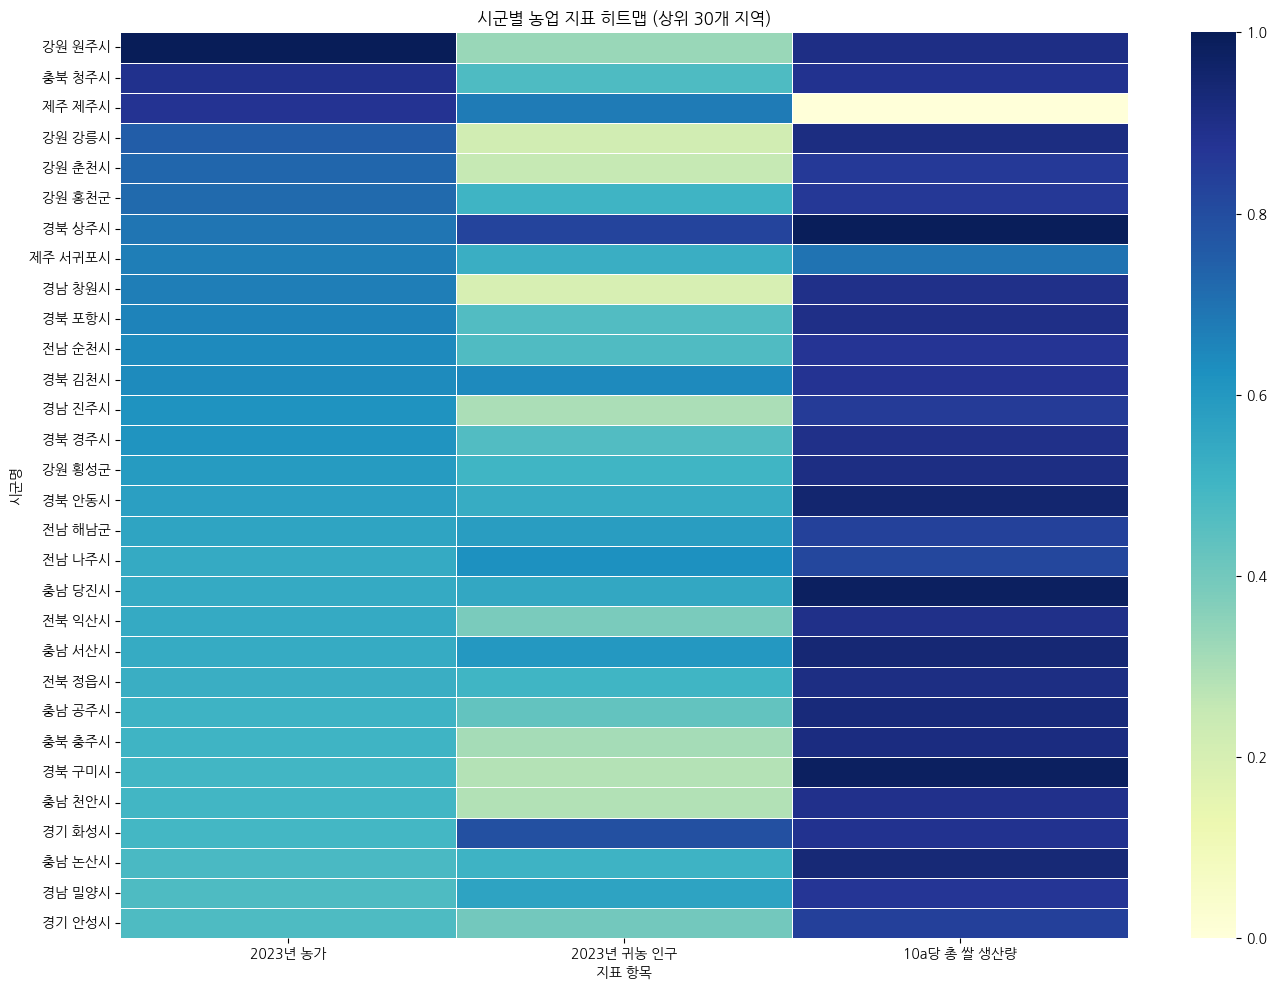 시군별 농업 지표 히트맵 (상위 30개 지역)
시군명
강원 원주시
충북 청주시
제주 제주시
강원 강릉시
강원 춘천시
강원 홍천군
경북 상주시
제주 서귀포시
경남 창원시
경북 포항시
전남 순천시
경북 김천시
경남 진주시
경북 경주시
강원 횡성군
경북 안동시
전남 해남군
전남 나주시
충남 당진시
전북 익산시
충남 서산시
전북 정읍시
충남 공주시
충북 충주시
경북 구미시
충남 천안시
경기 화성시
충남 논산시
경남 밀양시
경기 안성시
2023년 농가
2023년 귀농 인구
10a당 총 쌀 생산량
지표 항목
1.0
0.8
0.6
0.4
0.2
0.0